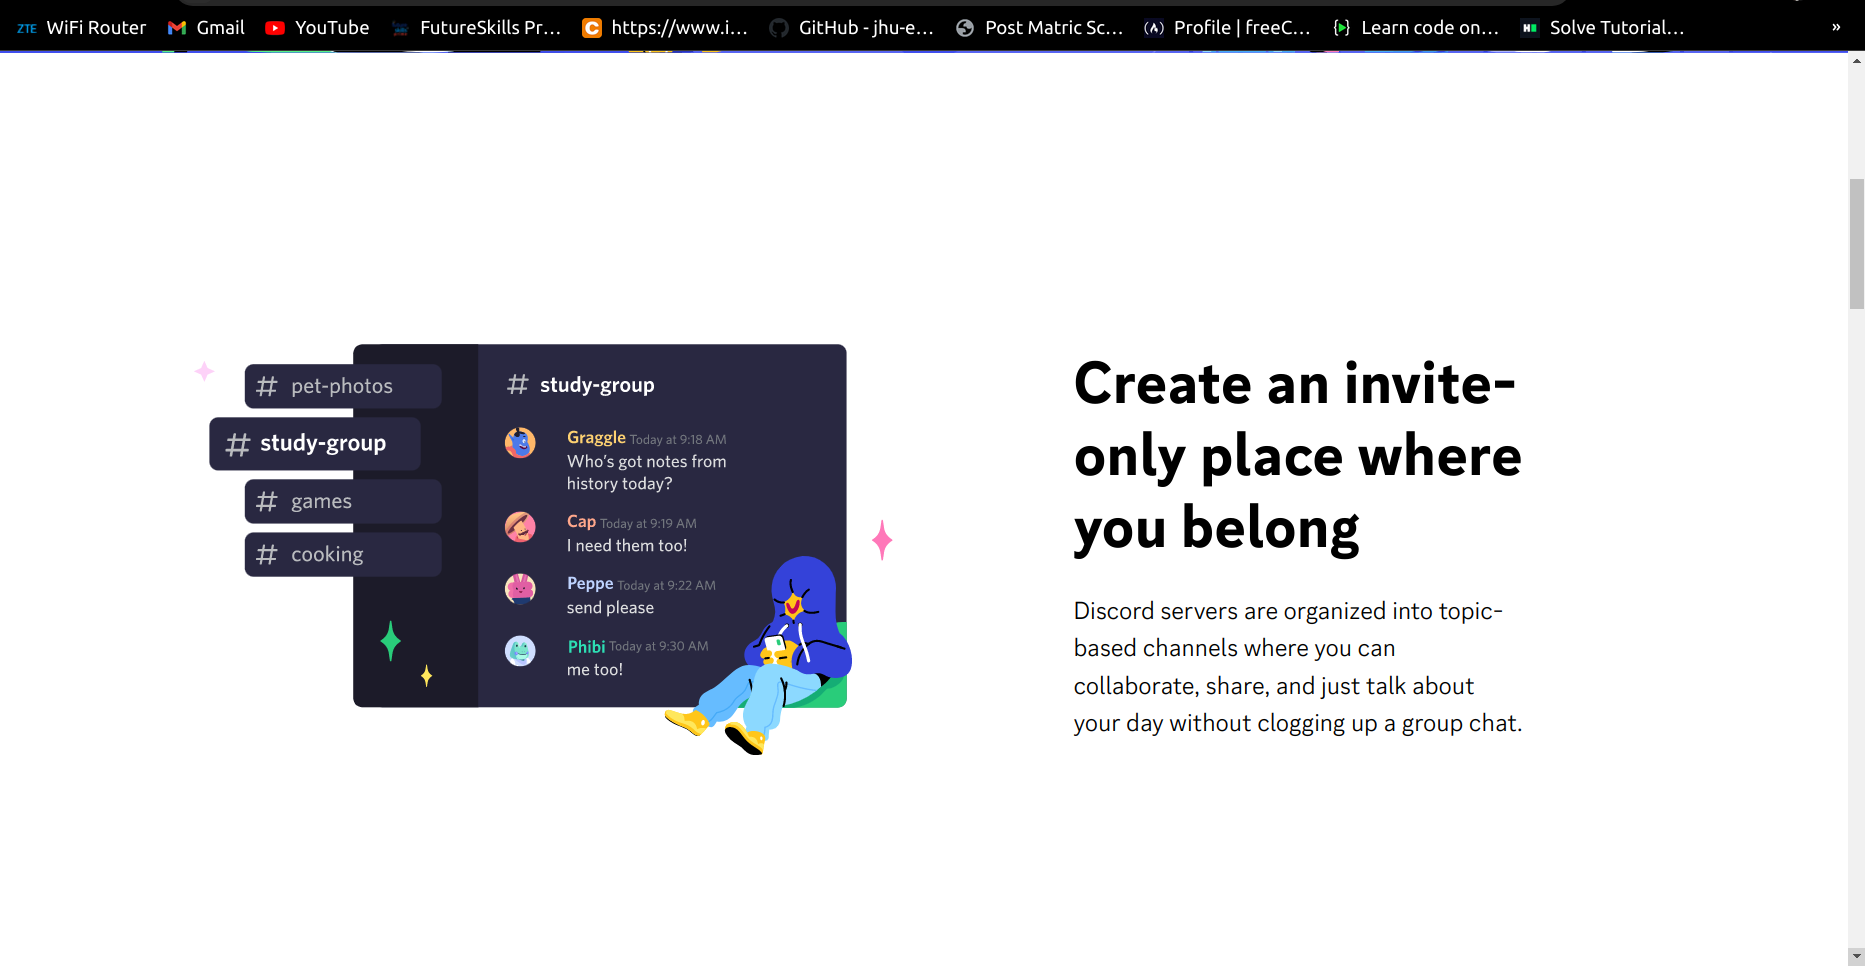 ZTE WiFi Router Gmail YouTube FutureSkills Pr... https://www.i... GitHub - jhu-e... Post Matric Sc... Profile | freeC... Learn code on... Solve Tutorial... »
# pet-photos
# study-group
# games
# cooking
# study-group
Graggle Today at 9:18 AM
Who's got notes from
history today?
Cap Today at 9:19 AM
I need them too!
Peppe Today at 9:22 AM
send please
Phibi Today at 9:30 AM
me too!
Create an invite-
only place where
you belong
Discord servers are organized into topic-
based channels where you can
collaborate, share, and just talk about
your day without clogging up a group chat.